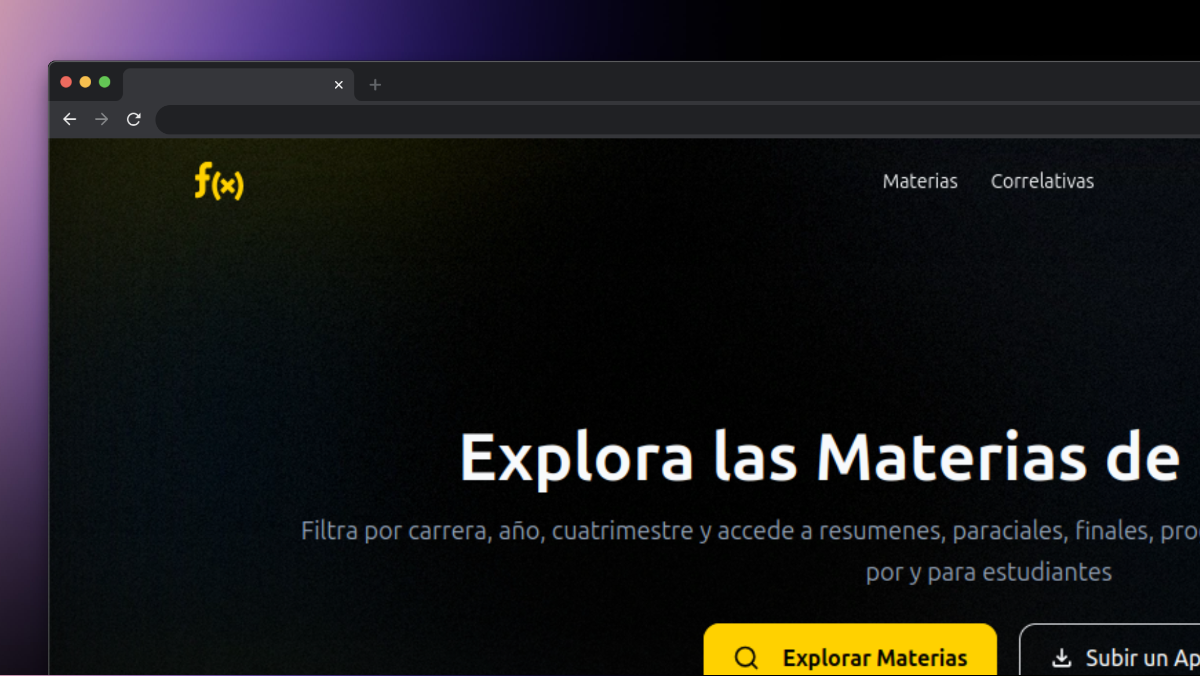 f(x)
Materias Correlativas
Explora las Materias de
Filtra por carrera, año, cuatrimestre y accede a resumenes, paraciales, finales, pro
por y para estudiantes
Explorar Materias
Subir un Ap